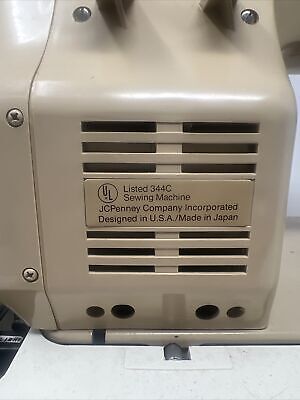 UL
Listed 344C
Sewing Machine
JCPenney Company Incorporated
Designed in U.S.A./Made in Japan